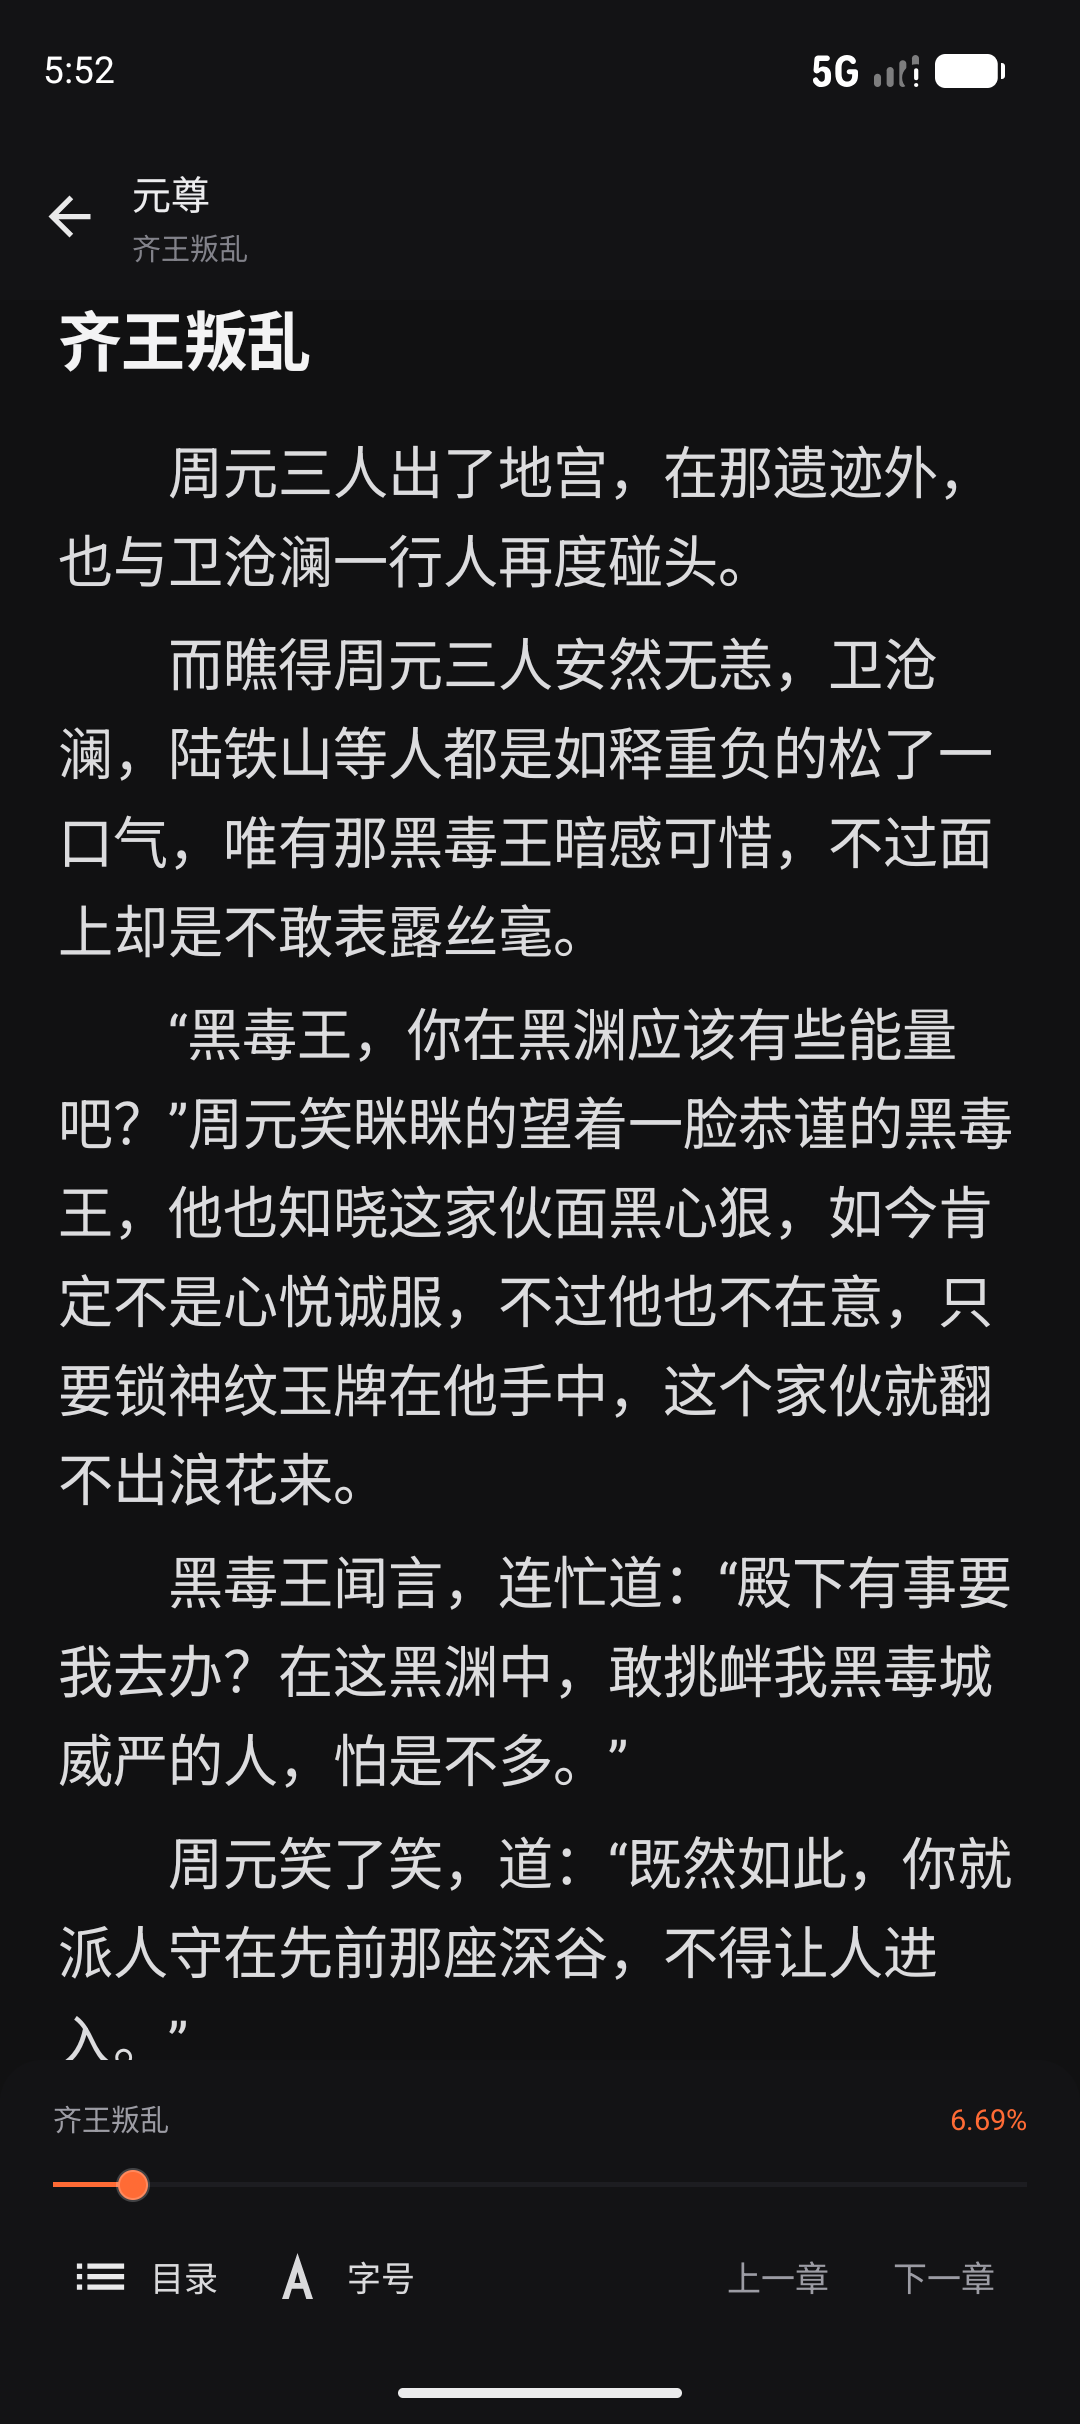 5:52
5G
元尊
齐王叛乱
齐王叛乱
周元三人出了地宫，在那遗迹外，
也与卫沧澜一行人再度碰头。
而瞧得周元三人安然无恙，卫沧
澜，陆铁山等人都是如释重负的松了一
口气，唯有那黑毒王暗感可惜，不过面
上却是不敢表露丝毫。
“黑毒王，你在黑渊应该有些能量
吧？”周元笑眯眯的望着一脸恭谨的黑毒
王，他也知晓这家伙面黑心狠，如今肯
定不是心悦诚服，不过他也不在意，只
要锁神纹玉牌在他手中，这个家伙就翻
不出浪花来。
黑毒王闻言，连忙道：“殿下有事要
我去办？在这黑渊中，敢挑衅我黑毒城
威严的人，怕是不多。”
周元笑了笑，道：“既然如此，你就
派人守在先前那座深谷，不得让人进
入。”
齐王叛乱
6.69%
目录
字号
上一章
下一章